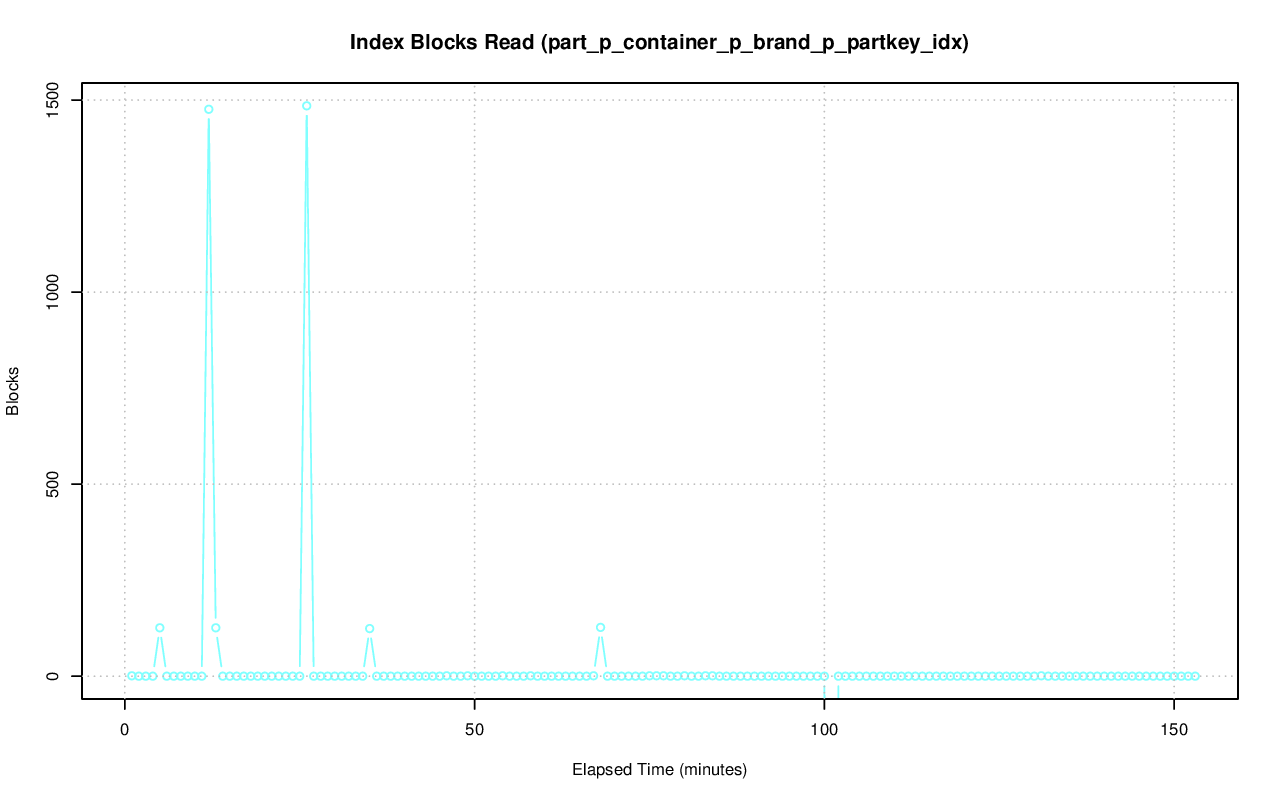 Index Blocks Read (part_p_container_p_brand_p_partkey_idx)
1500
1000
500
0
Blocks
0 50 100 150
Elapsed Time (minutes)